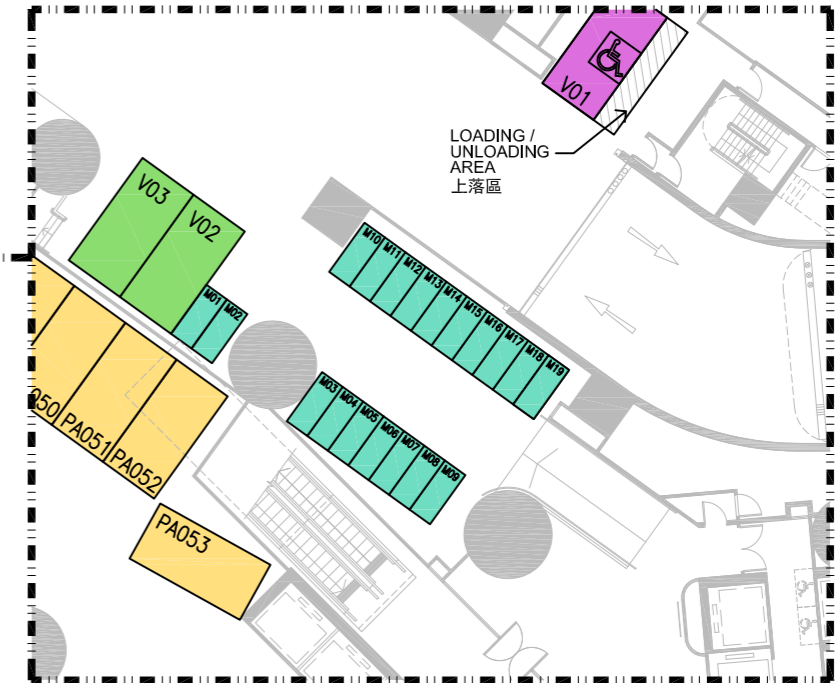 V01
LOADING /
UNLOADING
AREA
上落區
V03
V02
M01
M02
M10
M11
M12
M13
M14
M15
M16
M17
M18
M19
M03
M04
M05
M06
M07
M08
M09
050
PA051
PA052
PA053